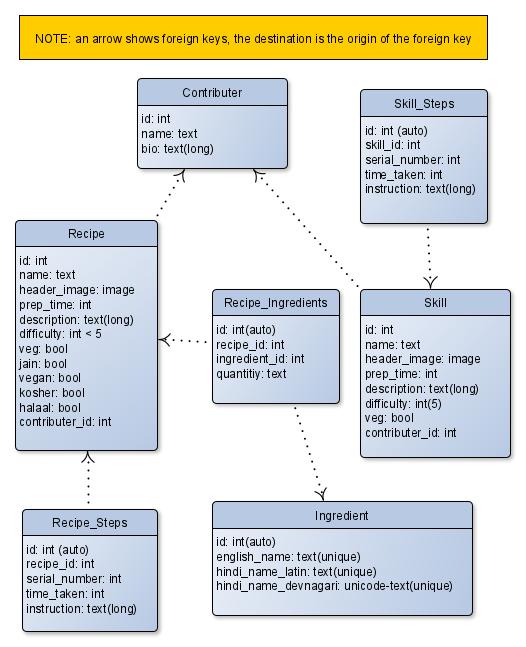 NOTE: an arrow shows foreign keys, the destination is the origin of the foreign key
Contributer
id: int
name: text
bio: text(long)
Skill_Steps
id: int (auto)
skill_id: int
serial_number: int
time_taken: int
instruction: text(long)
Recipe
id: int
name: text
header_image: image
prep_time: int
description: text(long)
difficulty: int < 5
veg: bool
jain: bool
vegan: bool
kosher: bool
halaal: bool
contributer_id: int
Recipe_Ingredients
id: int(auto)
recipe_id: int
ingredient_id: int
quantitiy: text
Skill
id: int
name: text
header_image: image
prep_time: int
description: text(long)
difficulty: int(5)
veg: bool
contributer_id: int
Recipe_Steps
id: int (auto)
recipe_id: int
serial_number: int
time_taken: int
instruction: text(long)
Ingredient
id: int(auto)
english_name: text(unique)
hindi_name_latin: text(unique)
hindi_name_devnagari: unicode-text(unique)